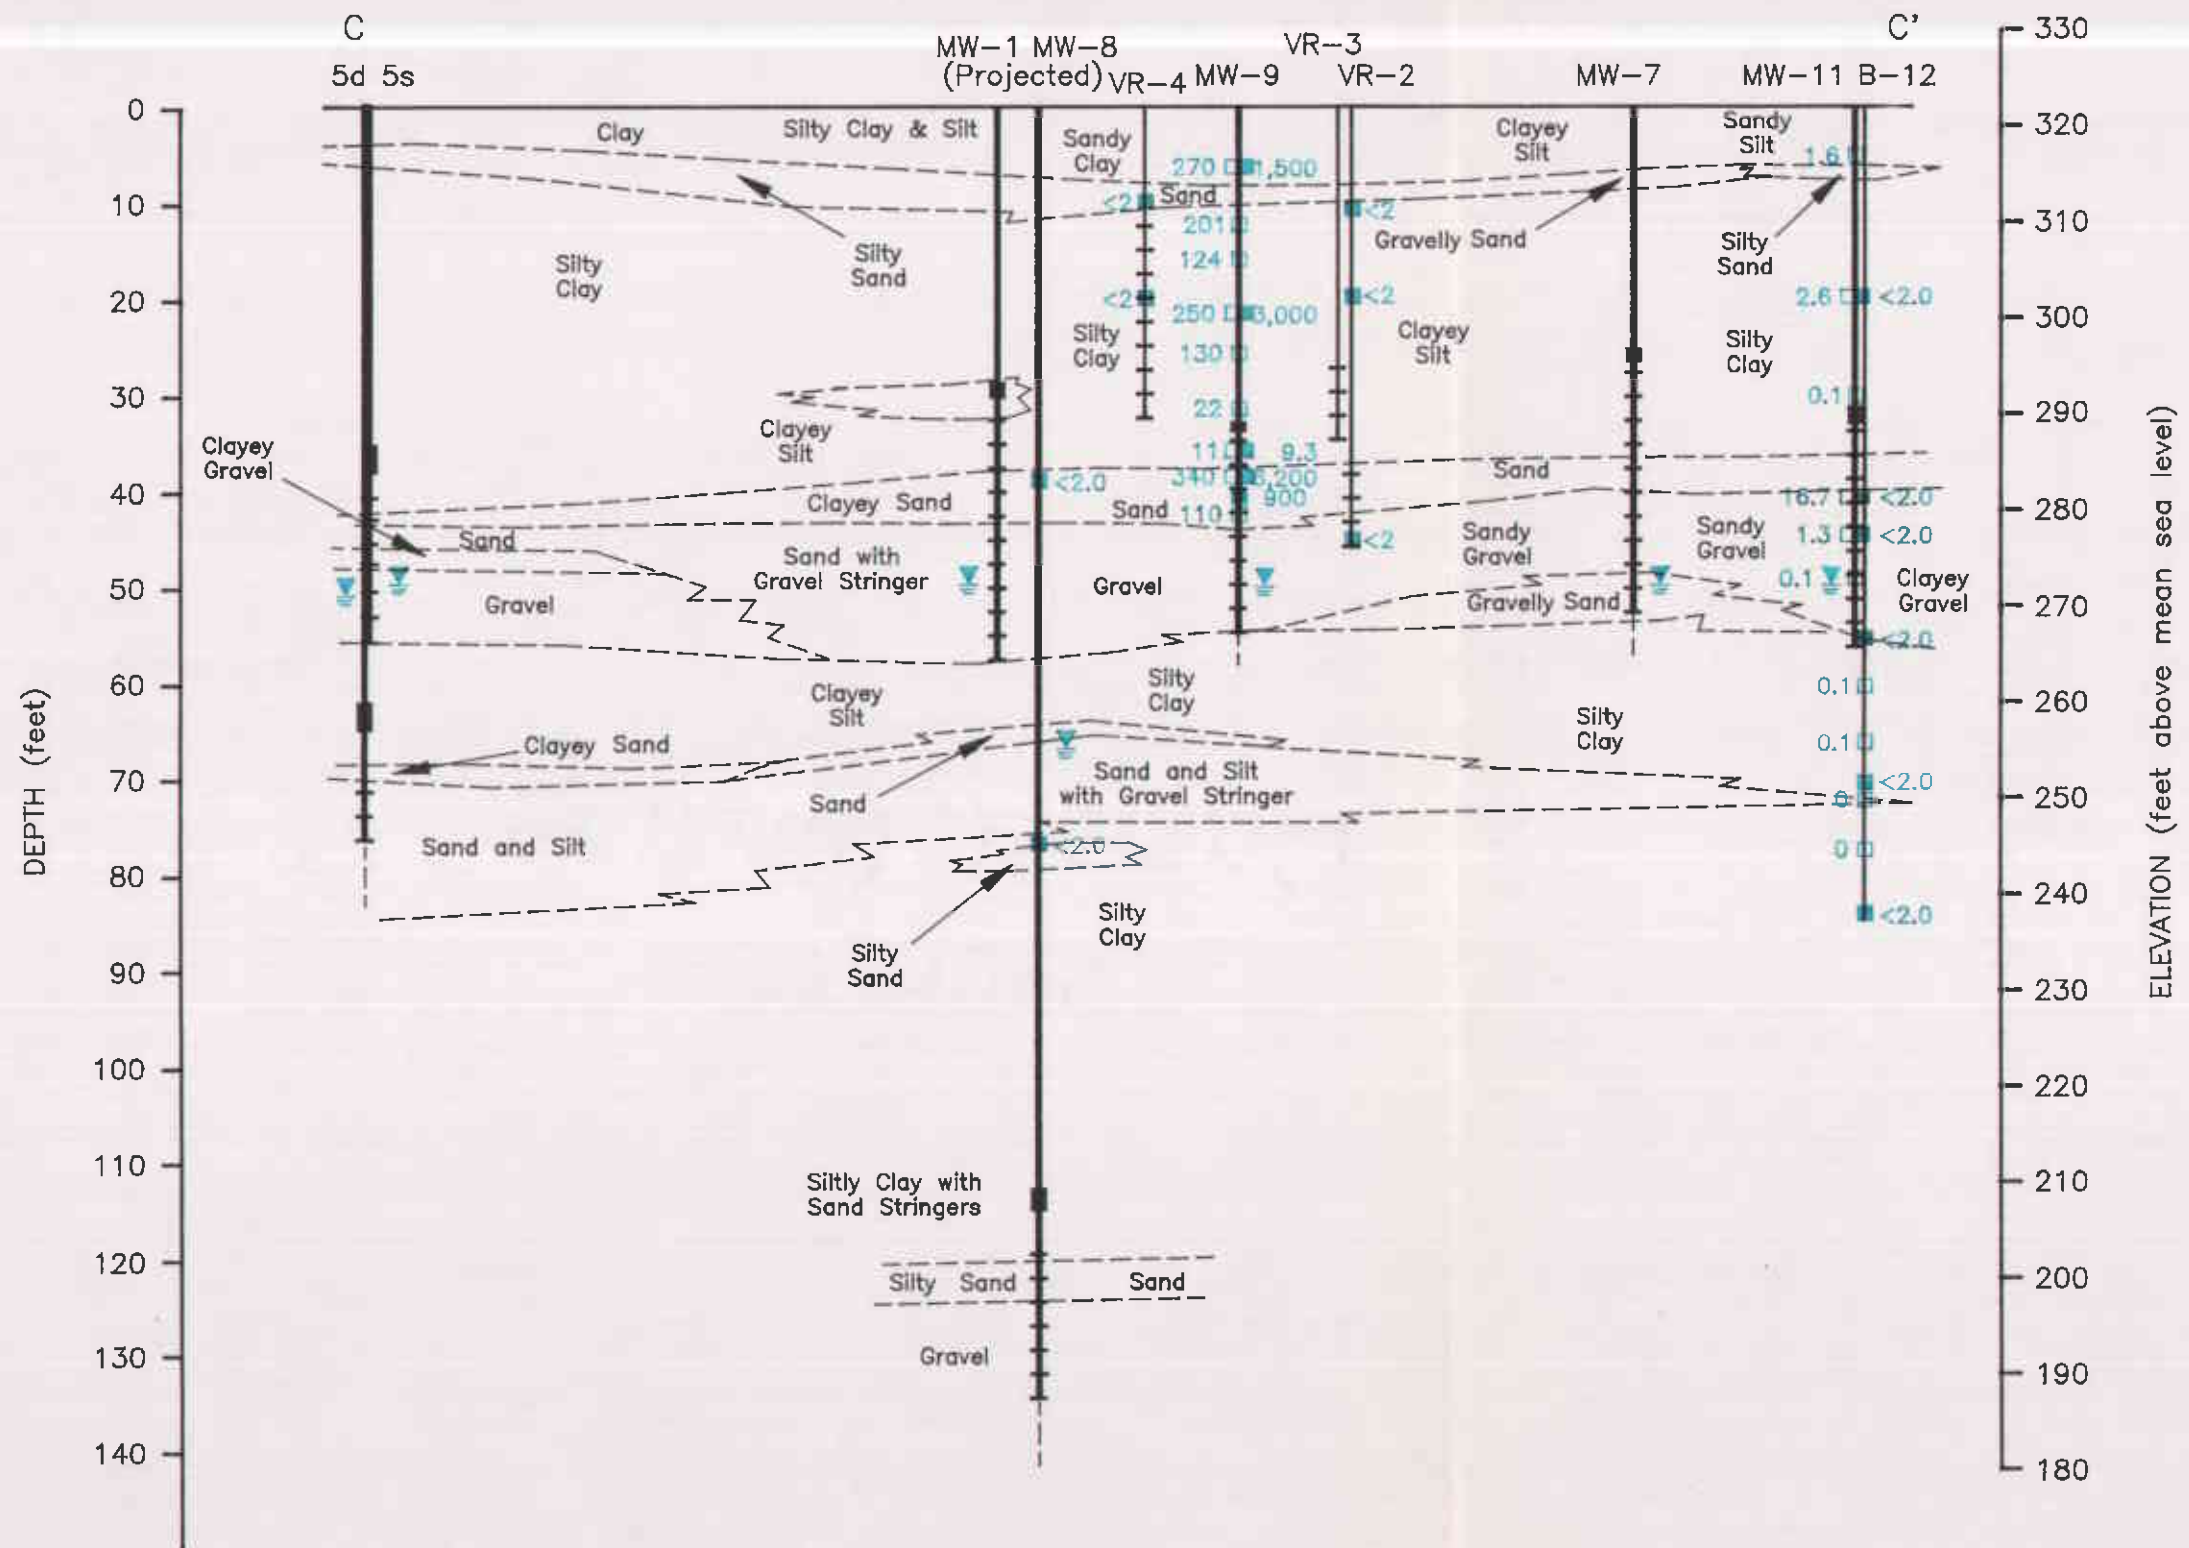 C
C'
330
MW-1 MW-8
VR-3
(Projected)
5d 5s
VR-4
MW-9
VR-2
MW-7
MW-11 B-12
0
320
Clay
Silty Clay & Silt
Sandy
Clay
270
1,500
Clayey
Silt
Sandy
Silt
1.6
10
<2
Sand
<2
310
201
Gravelly Sand
Silty
Sand
Silty
Sand
Silty
Clay
124
20
<2
<2
2.6
<2.0
250
3,000
300
Silty
Clay
Clayey
Silt
Silty
Clay
130
30
22
0.1
290
Clayey
Silt
Clayey
Gravel
11
9.3
Sand
340
<2.0
900
40
Clayey Sand
Sand
110
16.7
<2.0
280
Sand
<2
Sandy
Gravel
Sandy
Gravel
1.3
<2.0
Sand with
Gravel Stringer
50
Gravel
Gravel
Gravelly Sand
0.1
Clayey
Gravel
270
<2.0
60
Clayey
Silt
Silty
Clay
0.1
260
Silty
Clay
Clayey Sand
0.1
70
Sand
Sand and Silt
with Gravel Stringer
<2.0
0
250
Sand and Silt
<2.0
0
80
240
Silty
Clay
<2.0
Silty
Sand
90
230
100
220
110
210
Siltly Clay with
Sand Stringers
120
Silty Sand
Sand
200
130
Gravel
190
140
180
DEPTH (feet)
ELEVATION (feet above mean sea level)